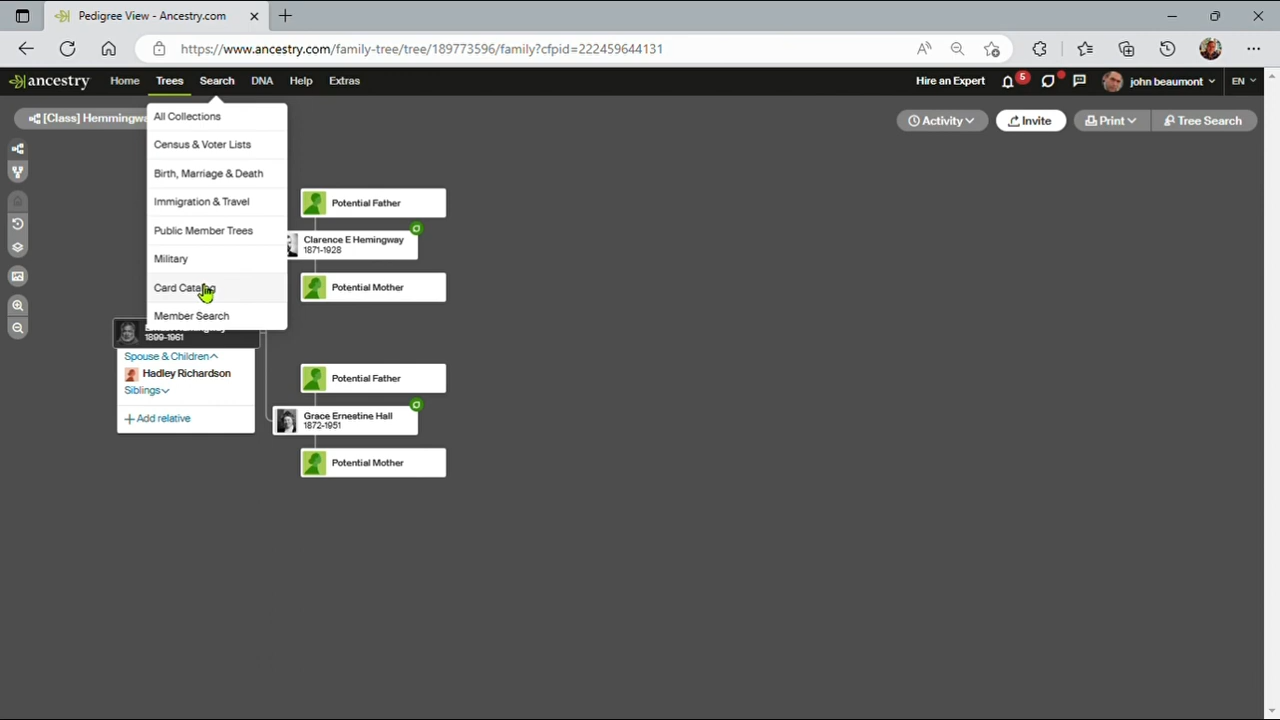 Pedigree View - Ancestry.com
https://www.ancestry.com/family-tree/tree/189773596/family?cfpid=222459644131
ancestry Home Trees Search DNA Help Extras Hire an Expert 5 john beaumont EN
[Class] Hemmingwa
Activity Invite Print Tree Search
All Collections
Census & Voter Lists
Birth, Marriage & Death
Immigration & Travel
Public Member Trees
Military
Card Catalog
Member Search
Potential Father
Clarence E Hemingway
1871-1928
Potential Mother
1899-1961
Spouse & Children
Hadley Richardson
Siblings
+ Add relative
Potential Father
Grace Ernestine Hall
1872-1951
Potential Mother